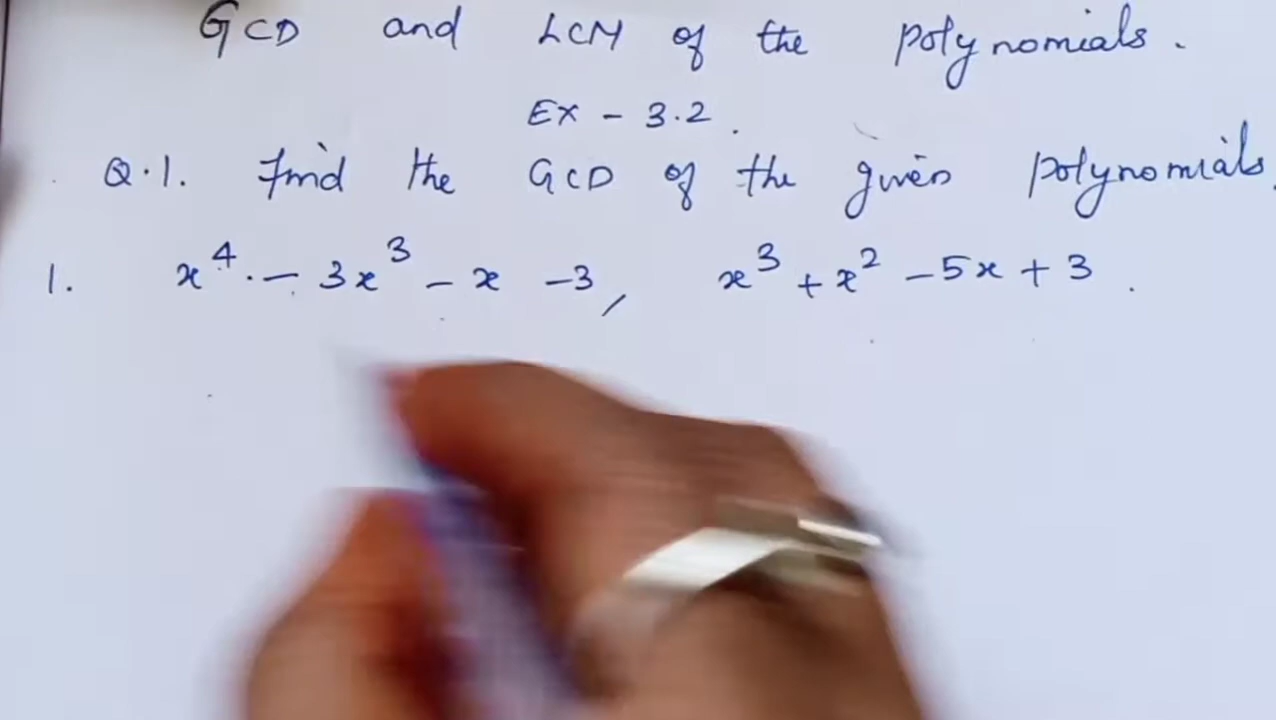 GCD and LCM of the polynomials.
EX - 3.2.
Q.1. Find the GCD of the given polynomials.
1. x⁴ - 3x³ - x - 3, x³ + x² - 5x + 3.